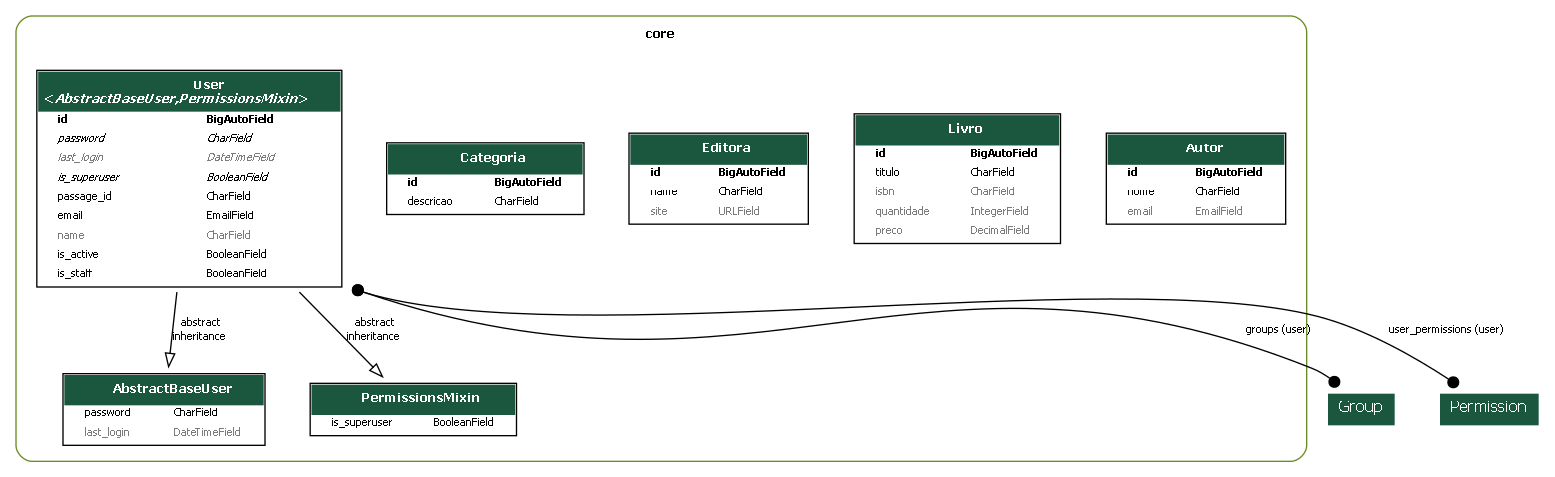 core
User
<AbstractBaseUser,PermissionsMixin>
id BigAutoField
password CharField
last_login DateTimeField
is_superuser BooleanField
passage_id CharField
email EmailField
name CharField
is_active BooleanField
is_staff BooleanField
Categoria
id BigAutoField
descricao CharField
Editora
id BigAutoField
name CharField
site URLField
Livro
id BigAutoField
titulo CharField
isbn CharField
quantidade IntegerField
preco DecimalField
Autor
id BigAutoField
nome CharField
email EmailField
abstract
inheritance
abstract
inheritance
groups (user)
user_permissions (user)
AbstractBaseUser
password CharField
last_login DateTimeField
PermissionsMixin
is_superuser BooleanField
Group
Permission